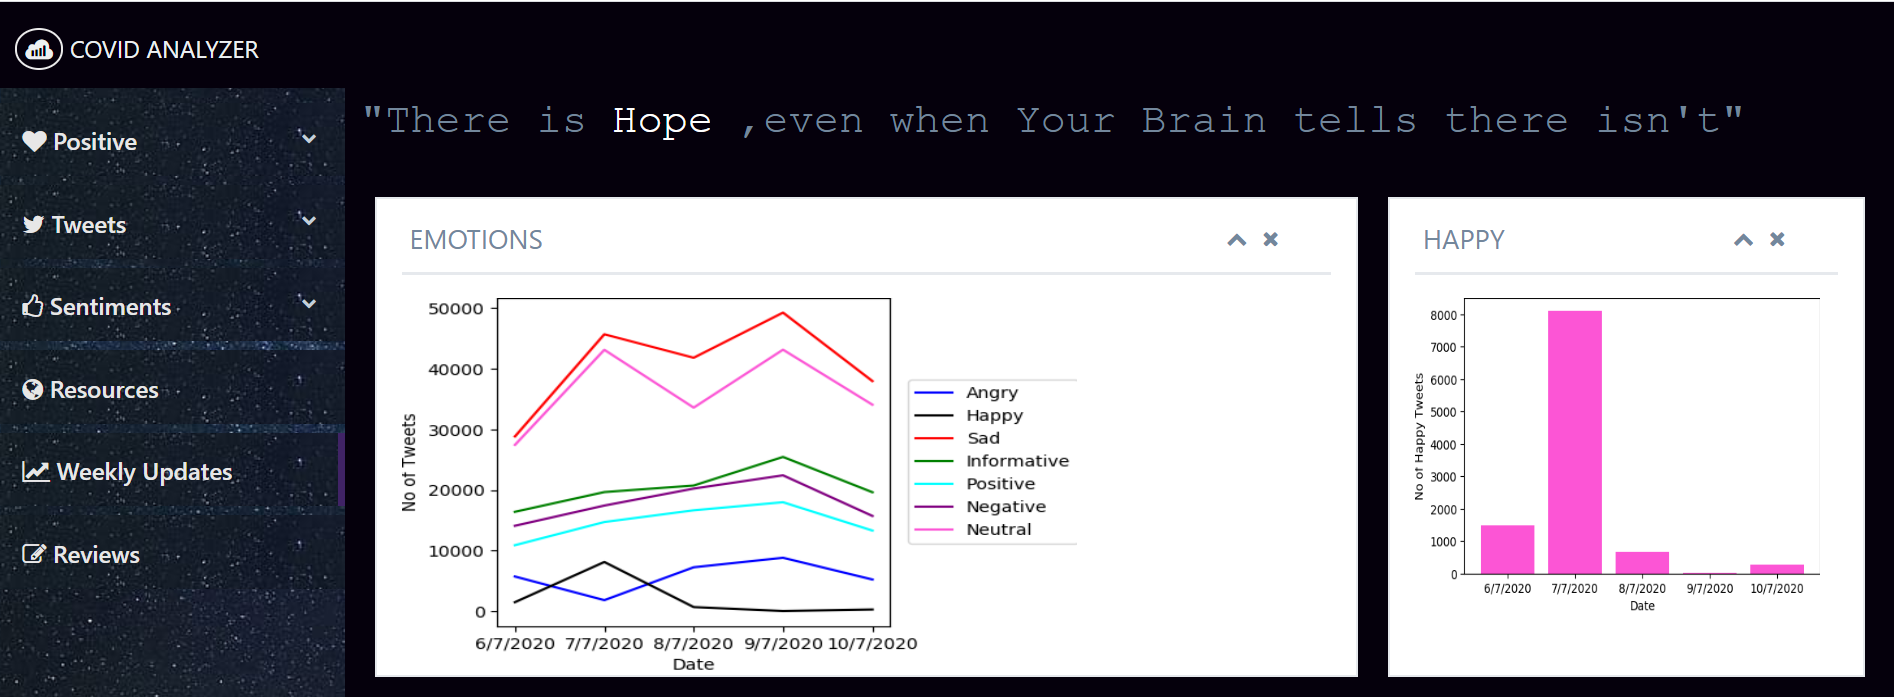 COVID ANALYZER
"There is Hope ,even when Your Brain tells there isn't"
Positive
Tweets
Sentiments
Resources
Weekly Updates
Reviews
EMOTIONS
50000
40000
30000
20000
10000
0
No of Tweets
6/7/2020 7/7/2020 8/7/2020 9/7/2020 10/7/2020
Date
Angry
Happy
Sad
Informative
Positive
Negative
Neutral
HAPPY
8000
7000
6000
5000
4000
3000
2000
1000
0
No of Happy Tweets
6/7/2020 7/7/2020 8/7/2020 9/7/2020 10/7/2020
Date